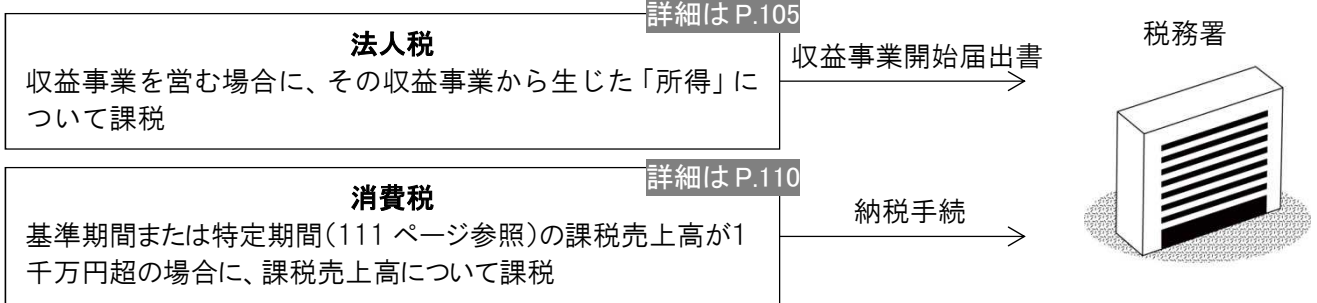 詳細は P.105
法人税
収益事業を営む場合に、その収益事業から生じた「所得」に
ついて課税
収益事業開始届出書
税務署
詳細は P.110
消費税
基準期間または特定期間(111 ページ参照)の課税売上高が1
千万円超の場合に、課税売上高について課税
納税手続